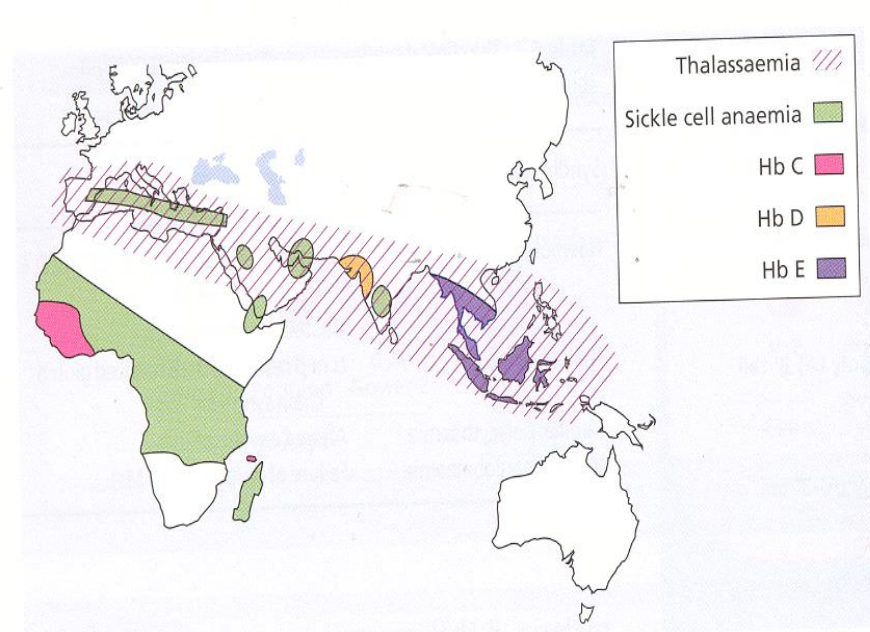 Thalassaemia
Sickle cell anaemia
Hb C
Hb D
Hb E